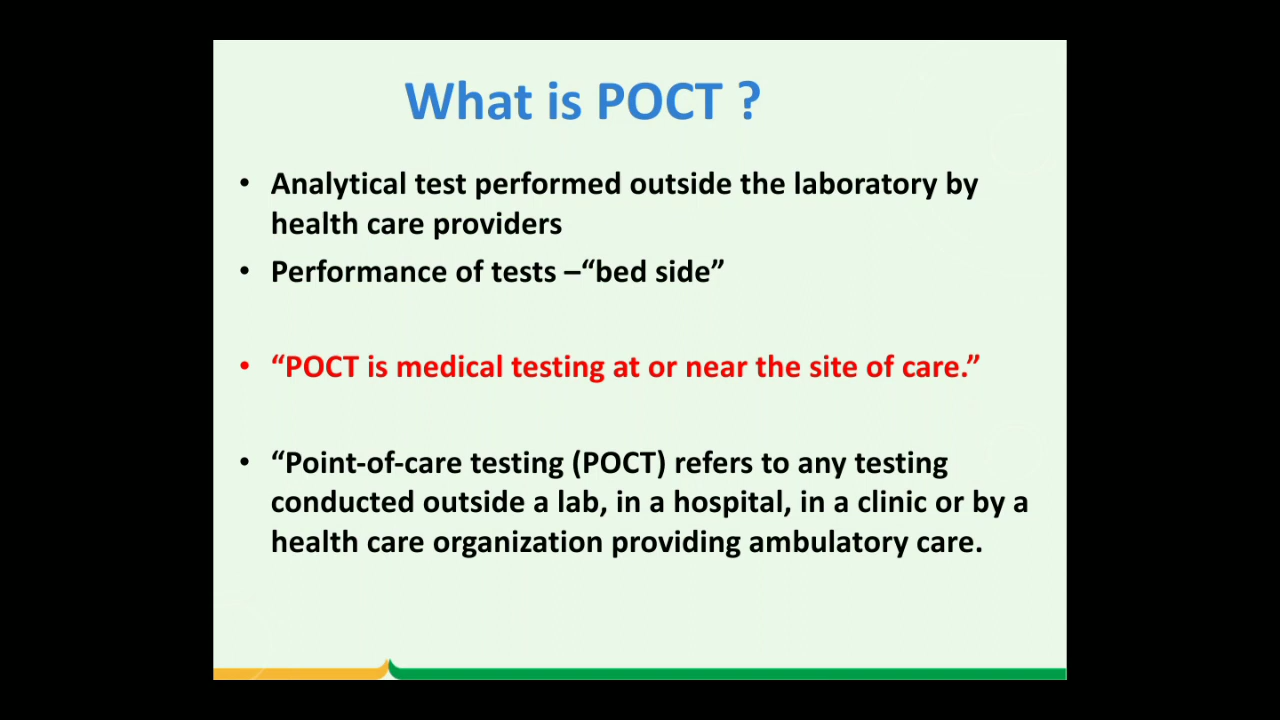 What is POCT ?
• Analytical test performed outside the laboratory by
health care providers
• Performance of tests –“bed side”
• “POCT is medical testing at or near the site of care.”
• “Point-of-care testing (POCT) refers to any testing
conducted outside a lab, in a hospital, in a clinic or by a
health care organization providing ambulatory care.